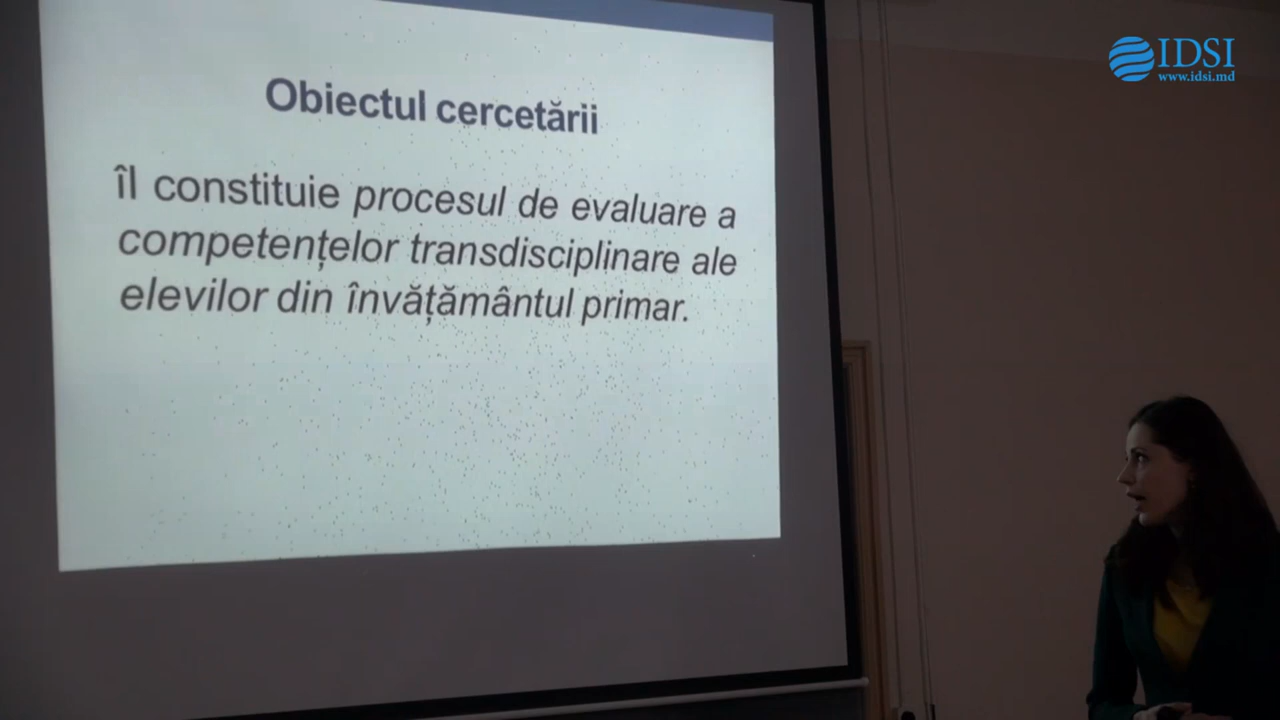 IDSI
www.idsi.md
Obiectul cercetării
îl constituie procesul de evaluare a
competențelor transdisciplinare ale
elevilor din învățământul primar.